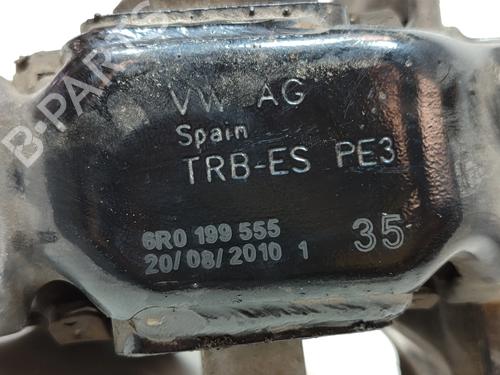 VW AG
Spain
TRB-ES PE3
6R0 199 555 35
20/08/2010 1
B-PARTS